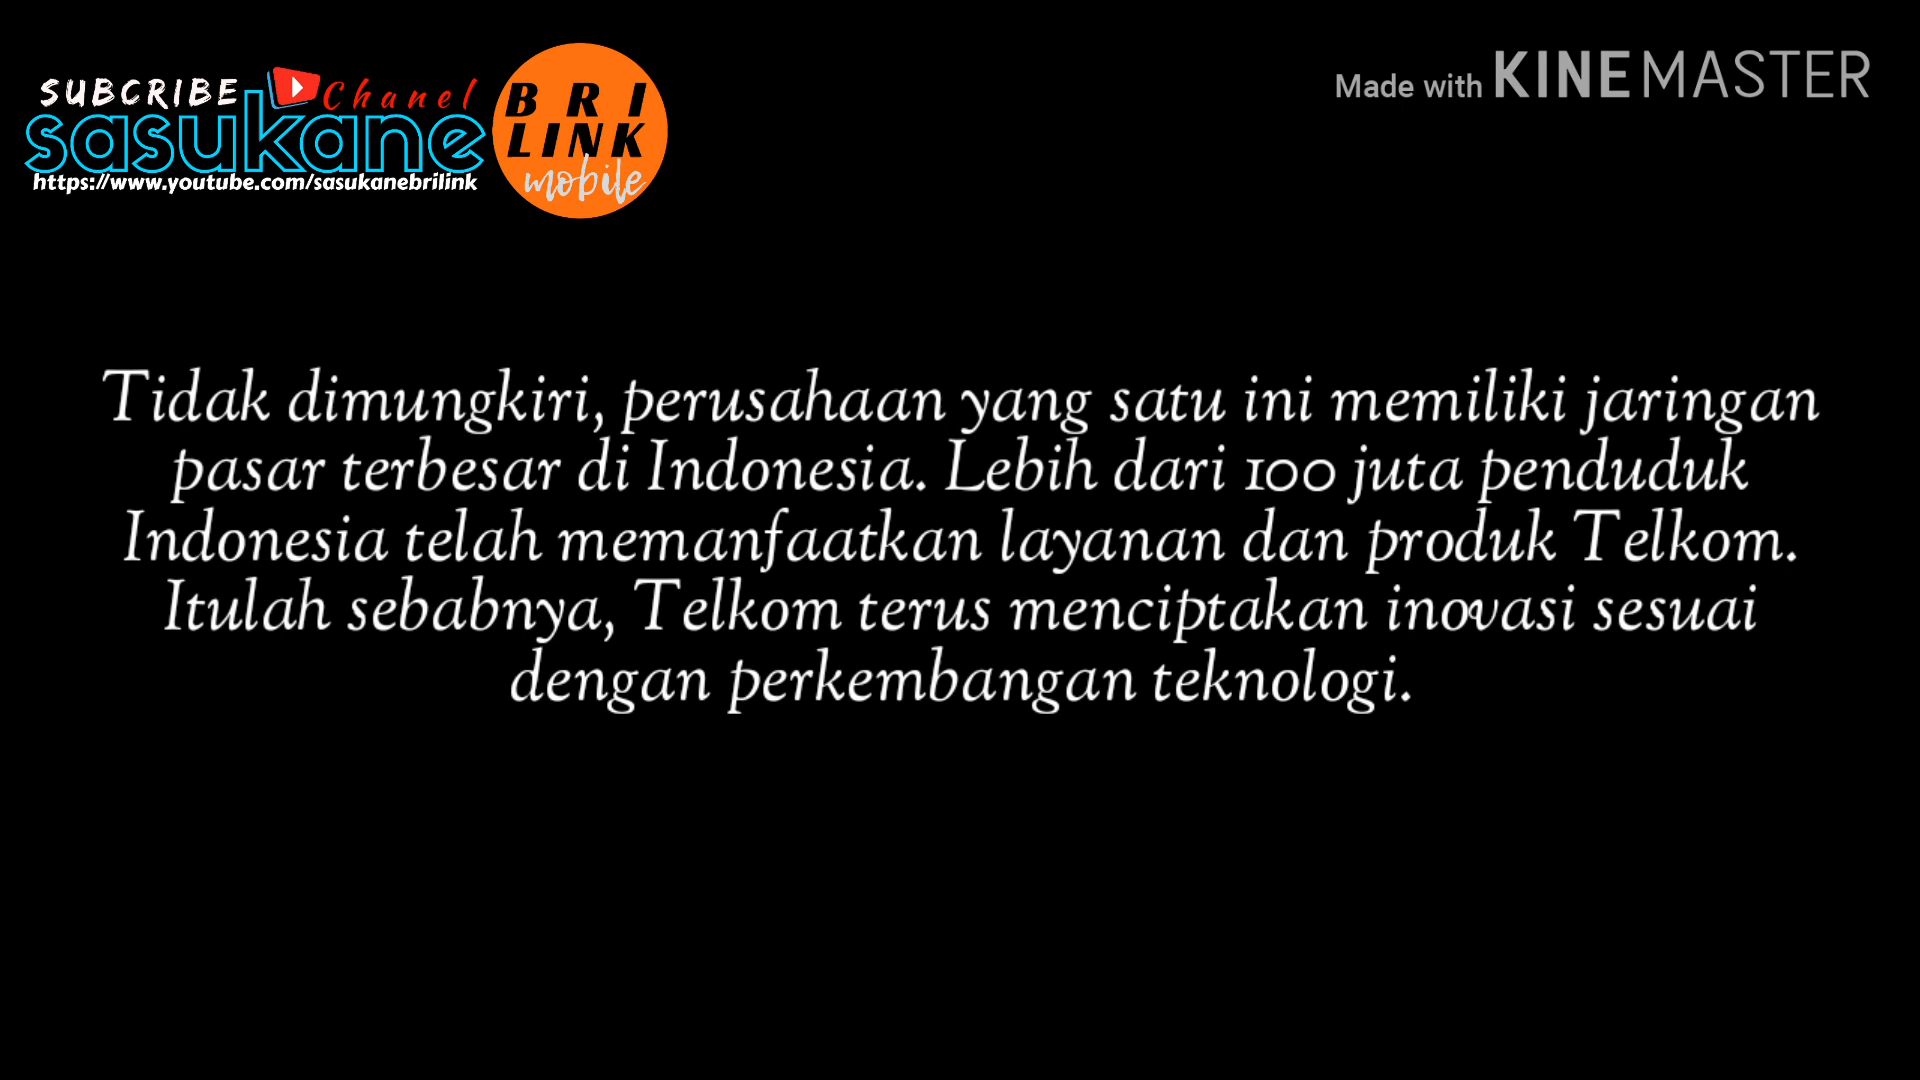 SUBCRIBE Chanel
sasukane
https://www.youtube.com/sasukanebrilink
BRI
LINK
mobile
Made with KINEMASTER
Tidak dimungkiri, perusahaan yang satu ini memiliki jaringan
pasar terbesar di Indonesia. Lebih dari 100 juta penduduk
Indonesia telah memanfaatkan layanan dan produk Telkom.
Itulah sebabnya, Telkom terus menciptakan inovasi sesuai
dengan perkembangan teknologi.